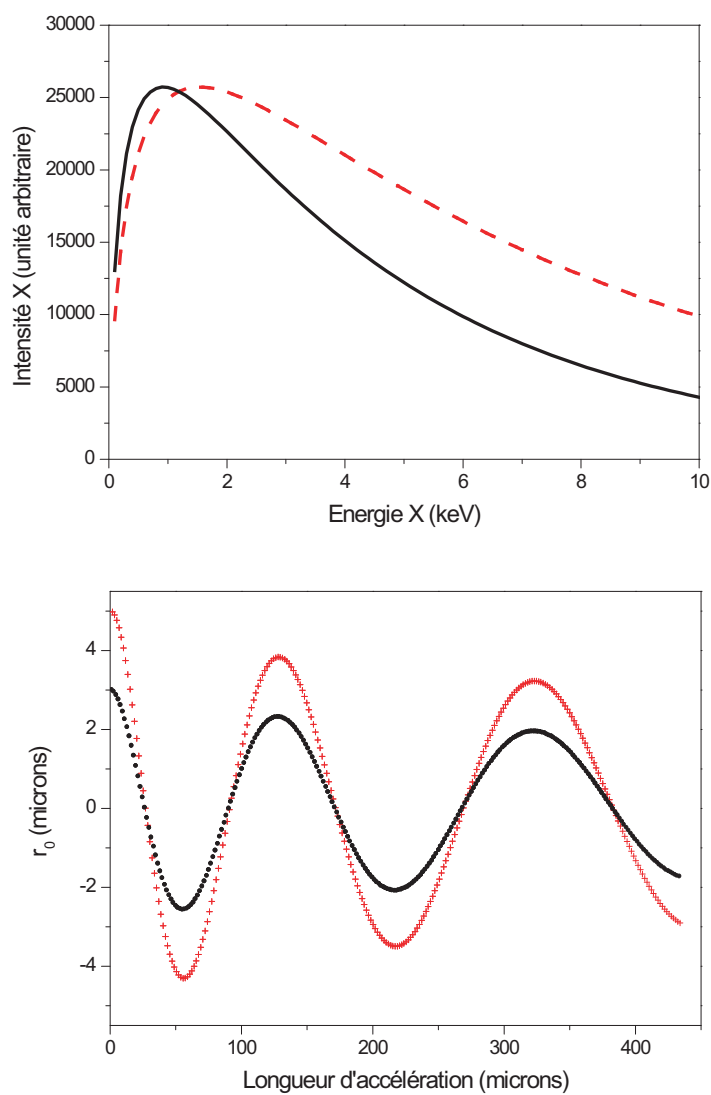 30000
25000
20000
15000
10000
5000
0
Intensité X (unité arbitraire)
0 2 4 6 8 10
Energie X (keV)
4
2
0
-2
-4
r0 (microns)
0 100 200 300 400
Longueur d'accélération (microns)